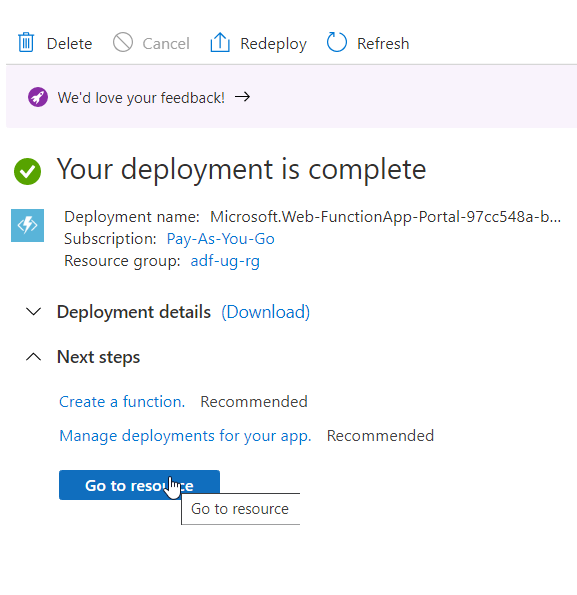 Delete Cancel Redeploy Refresh
We'd love your feedback! →
Your deployment is complete
Deployment name: Microsoft.Web-FunctionApp-Portal-97cc548a-b...
Subscription: Pay-As-You-Go
Resource group: adf-ug-rg
Deployment details (Download)
Next steps
Create a function. Recommended
Manage deployments for your app. Recommended
Go to resource
Go to resource